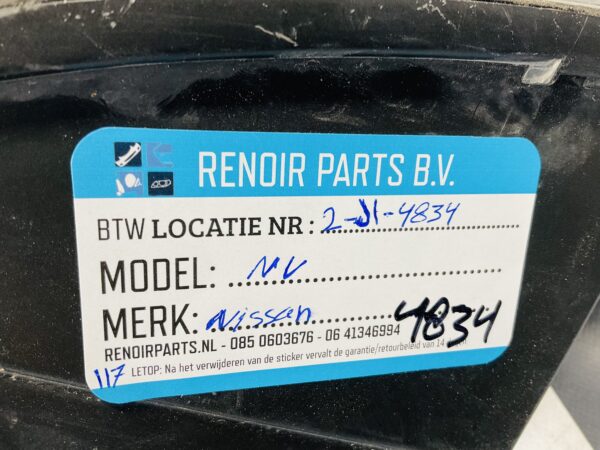 RENOIR PARTS B.V.
BTW LOCATIE NR : 2-J1-4834
MODEL: NV
MERK: Nissan
4834
RENOIRPARTS.NL - 085 0603676 - 06 41346994
LETOP: Na het verwijderen van de sticker vervalt de garantie/retourbeleid van 14
117